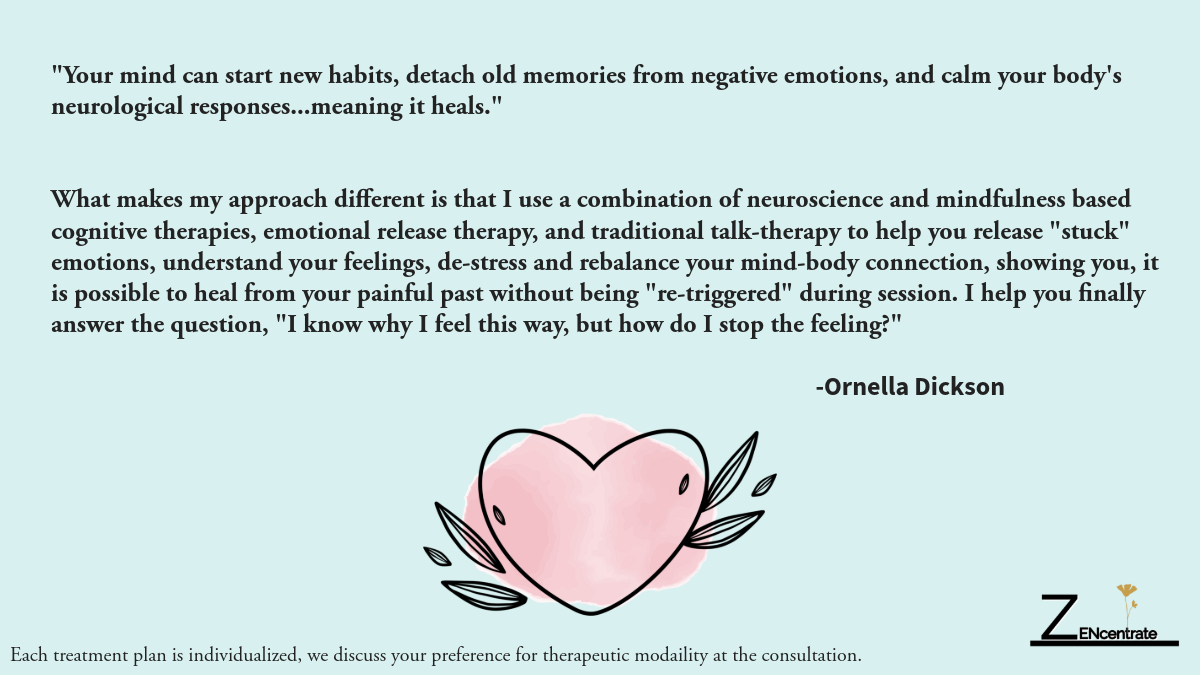 "Your mind can start new habits, detach old memories from negative emotions, and calm your body's
neurological responses...meaning it heals."
What makes my approach different is that I use a combination of neuroscience and mindfulness based
cognitive therapies, emotional release therapy, and traditional talk-therapy to help you release "stuck"
emotions, understand your feelings, de-stress and rebalance your mind-body connection, showing you, it
is possible to heal from your painful past without being "re-triggered" during session. I help you finally
answer the question, "I know why I feel this way, but how do I stop the feeling?"
-Ornella Dickson
ZENcentrate
Each treatment plan is individualized, we discuss your preference for therapeutic modaility at the consultation.